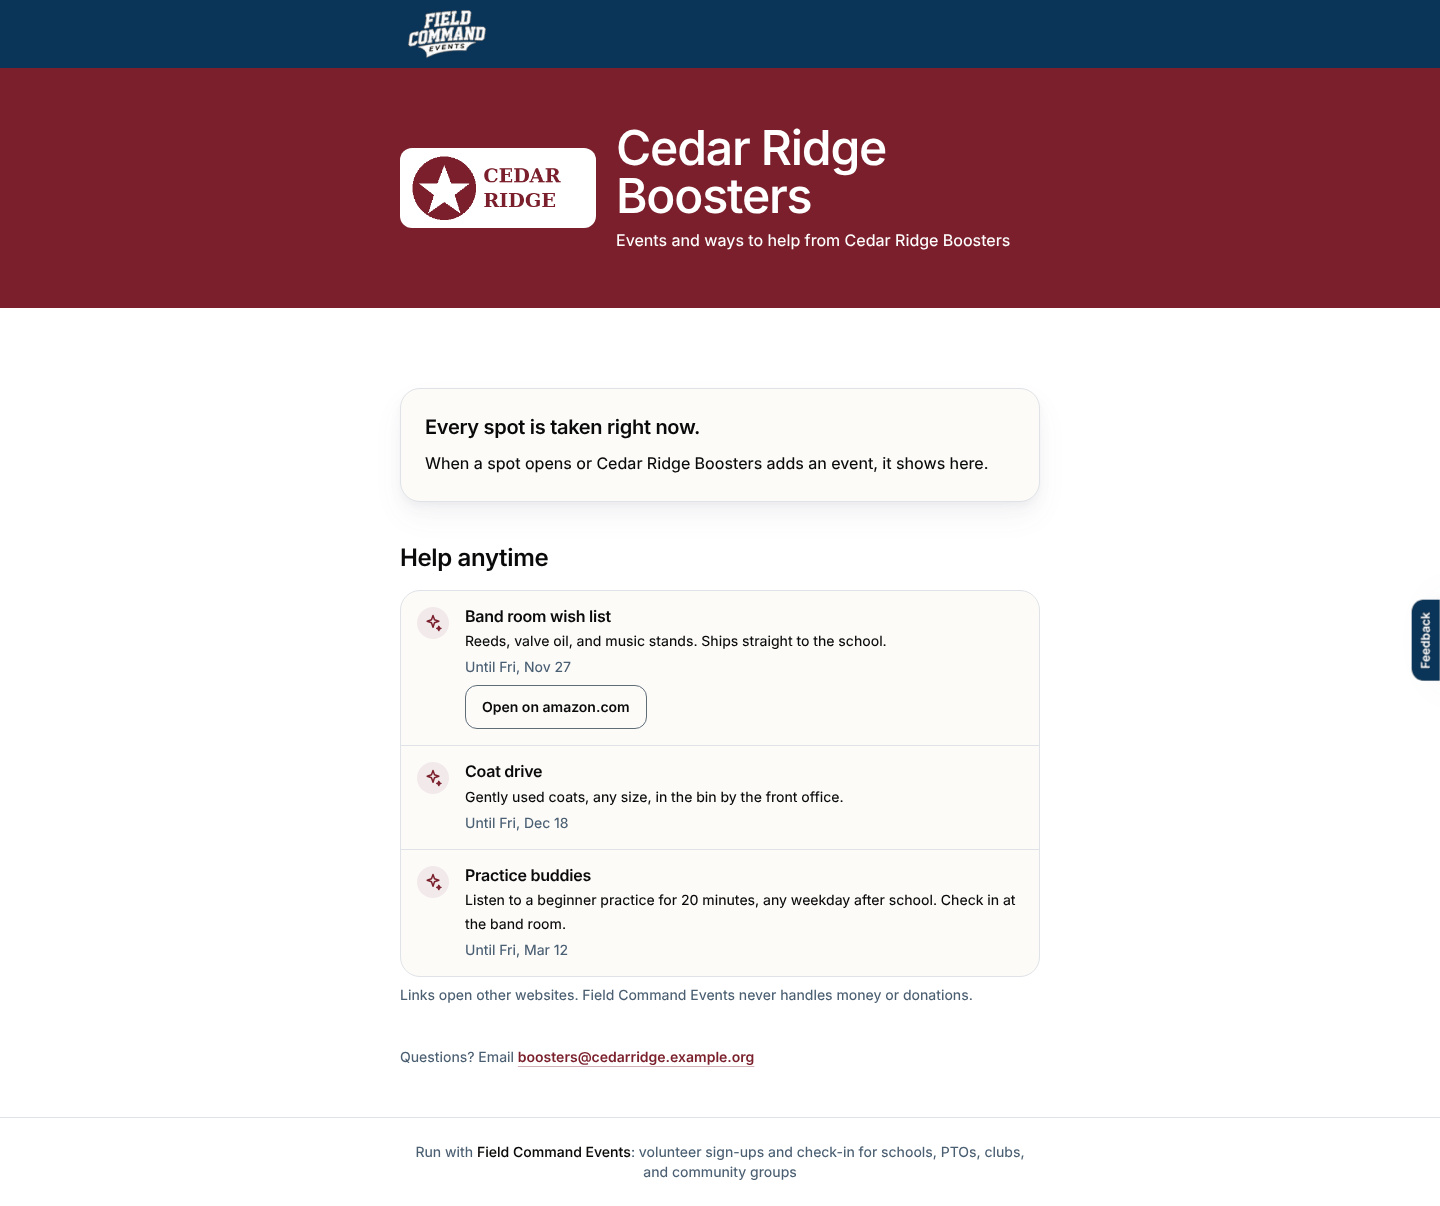 FIELD
COMMAND
EVENTS
CEDAR
RIDGE
Cedar Ridge
Boosters
Events and ways to help from Cedar Ridge Boosters
Every spot is taken right now.
When a spot opens or Cedar Ridge Boosters adds an event, it shows here.
Help anytime
Band room wish list
Reeds, valve oil, and music stands. Ships straight to the school.
Until Fri, Nov 27
Open on amazon.com
Coat drive
Gently used coats, any size, in the bin by the front office.
Until Fri, Dec 18
Practice buddies
Listen to a beginner practice for 20 minutes, any weekday after school. Check in at
the band room.
Until Fri, Mar 12
Links open other websites. Field Command Events never handles money or donations.
Questions? Email boosters@cedarridge.example.org
Run with Field Command Events: volunteer sign-ups and check-in for schools, PTOs, clubs,
and community groups
Feedback